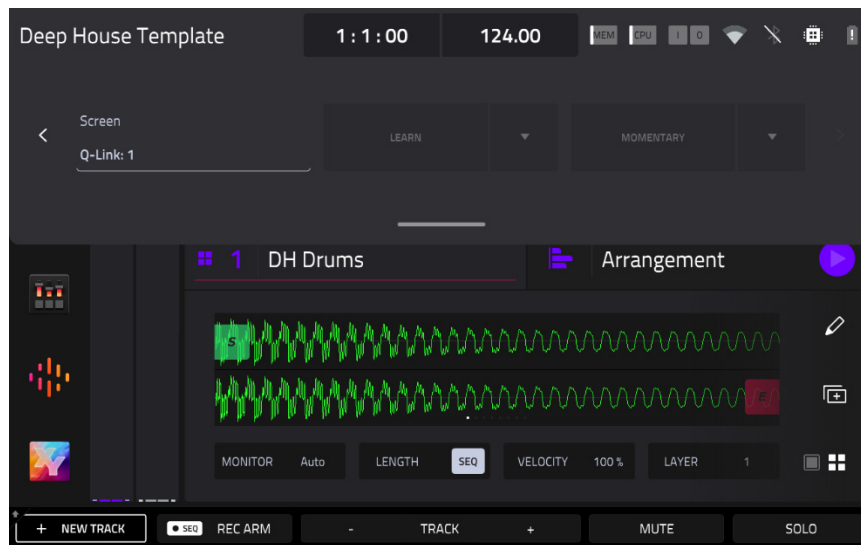 Deep House Template 1:1:00 124.00 MEM CPU I O
Screen
LEARN MOMENTARY
Q-Link: 1
1 DH Drums Arrangement
S
E
MONITOR Auto LENGTH SEQ VELOCITY 100 % LAYER 1
+ NEW TRACK SEQ REC ARM - TRACK + MUTE SOLO